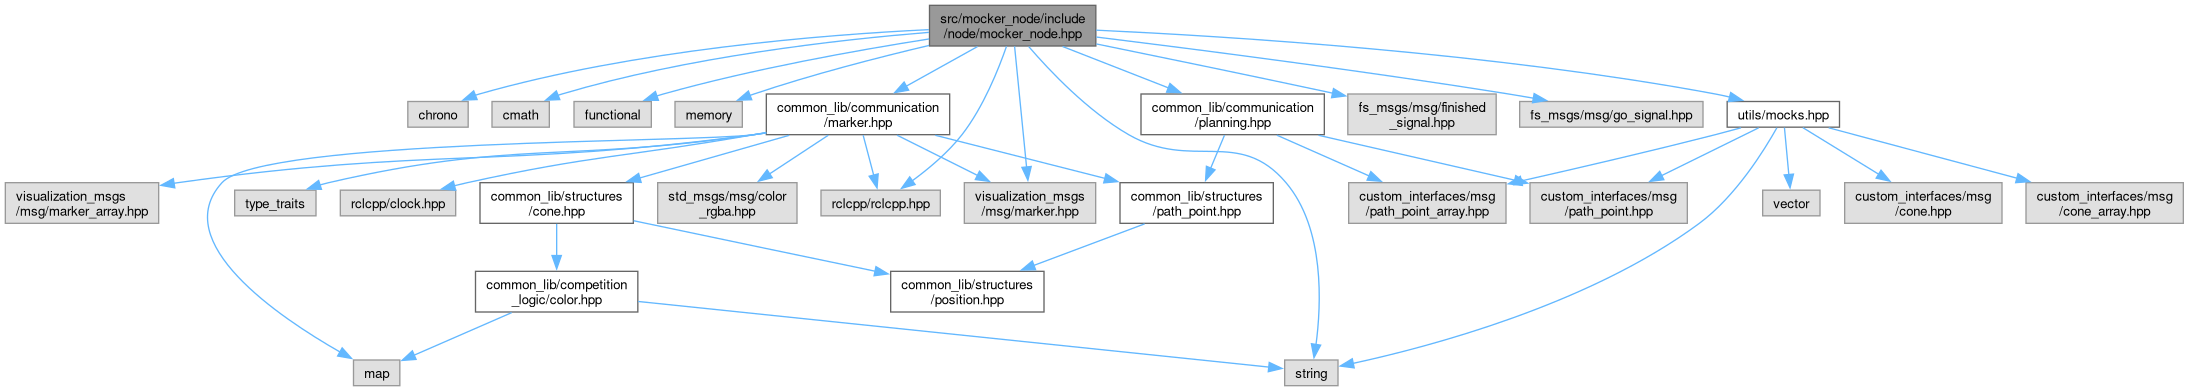 src/mocker_node/include
/node/mocker_node.hpp
chrono
cmath
functional
memory
common_lib/communication
/marker.hpp
common_lib/communication
/planning.hpp
fs_msgs/msg/finished
_signal.hpp
fs_msgs/msg/go_signal.hpp
utils/mocks.hpp
visualization_msgs
/msg/marker_array.hpp
type_traits
rclcpp/clock.hpp
common_lib/structures
/cone.hpp
std_msgs/msg/color
_rgba.hpp
rclcpp/rclcpp.hpp
visualization_msgs
/msg/marker.hpp
common_lib/structures
/path_point.hpp
custom_interfaces/msg
/path_point_array.hpp
custom_interfaces/msg
/path_point.hpp
vector
custom_interfaces/msg
/cone.hpp
custom_interfaces/msg
/cone_array.hpp
common_lib/competition
_logic/color.hpp
common_lib/structures
/position.hpp
map
string